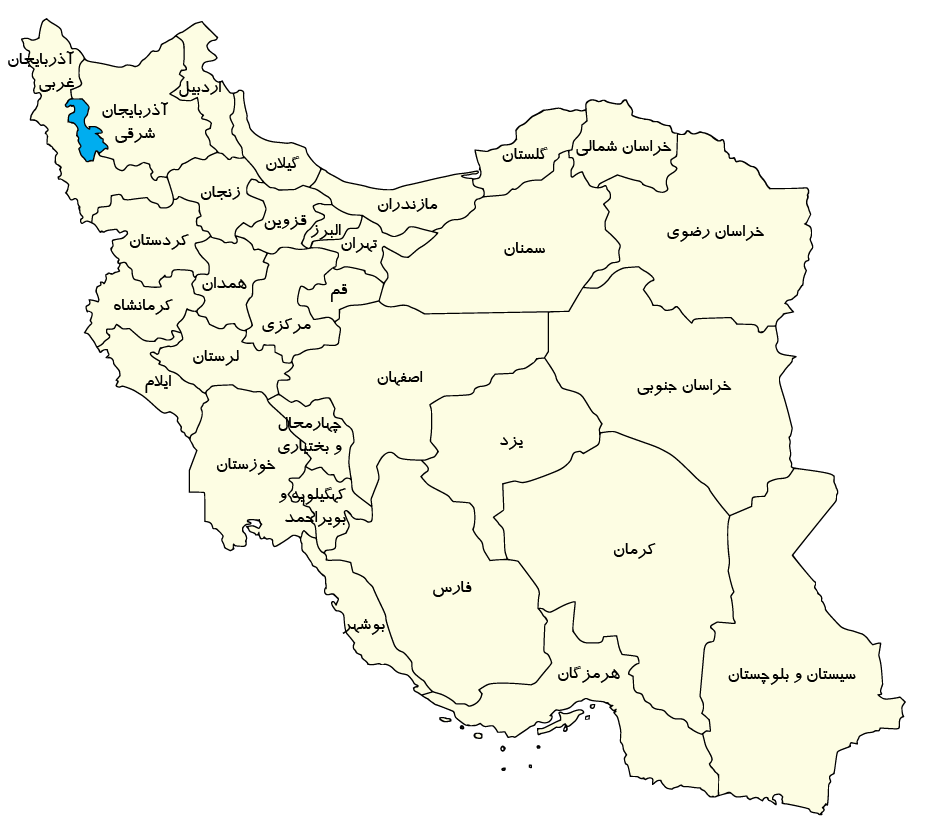 آذربایجان
غربی
آذربایجان
شرقی
اردبیل
گیلان
زنجان
مازندران
گلستان
خراسان شمالی
خراسان رضوی
سمنان
قزوین
البرز
تهران
کردستان
همدان
قم
کرمانشاه
مرکزی
لرستان
ایلام
اصفهان
خراسان جنوبی
چهارمحال
و بختیاری
یزد
خوزستان
کهگیلویه و
بویراحمد
کرمان
فارس
بوشهر
هرمزگان
سیستان و بلوچستان